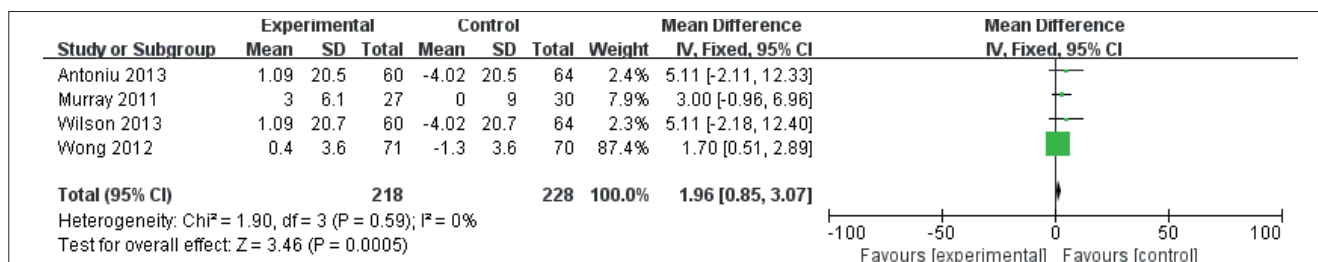 Experimental Control Mean Difference Mean Difference
Study or Subgroup Mean SD Total Mean SD Total Weight IV, Fixed, 95% CI IV, Fixed, 95% CI
Antoniu 2013 1.09 20.5 60 -4.02 20.5 64 2.4% 5.11 [-2.11, 12.33]
Murray 2011 3 6.1 27 0 9 30 7.9% 3.00 [-0.96, 6.96]
Wilson 2013 1.09 20.7 60 -4.02 20.7 64 2.3% 5.11 [-2.18, 12.40]
Wong 2012 0.4 3.6 71 -1.3 3.6 70 87.4% 1.70 [0.51, 2.89]
Total (95% CI) 218 228 100.0% 1.96 [0.85, 3.07]
Heterogeneity: Chi² = 1.90, df = 3 (P = 0.59); I² = 0%
Test for overall effect: Z = 3.46 (P = 0.0005)
-100 -50 0 50 100
Favours [experimental] Favours [control]